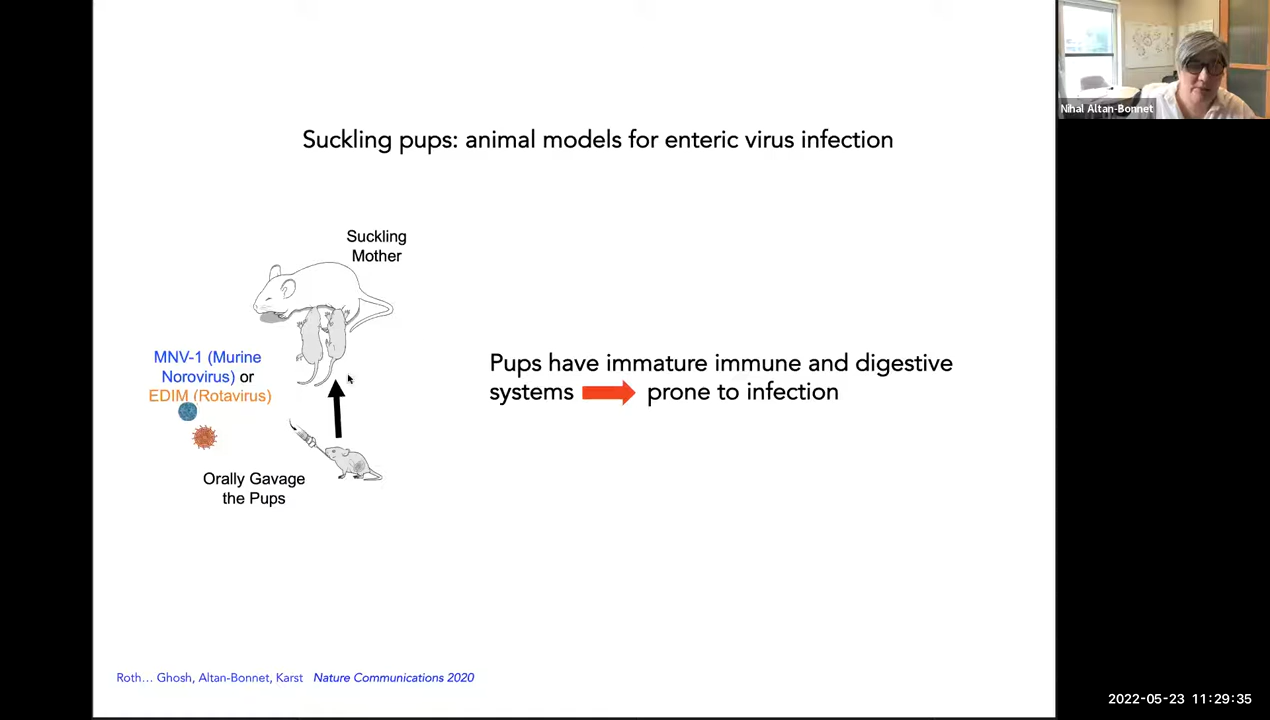 Nihal Altan-Bonnet
Suckling pups: animal models for enteric virus infection
Suckling
Mother
MNV-1 (Murine
Norovirus) or
EDIM (Rotavirus)
Pups have immature immune and digestive
systems prone to infection
Orally Gavage
the Pups
Roth... Ghosh, Altan-Bonnet, Karst Nature Communications 2020
2022-05-23 11:29:35